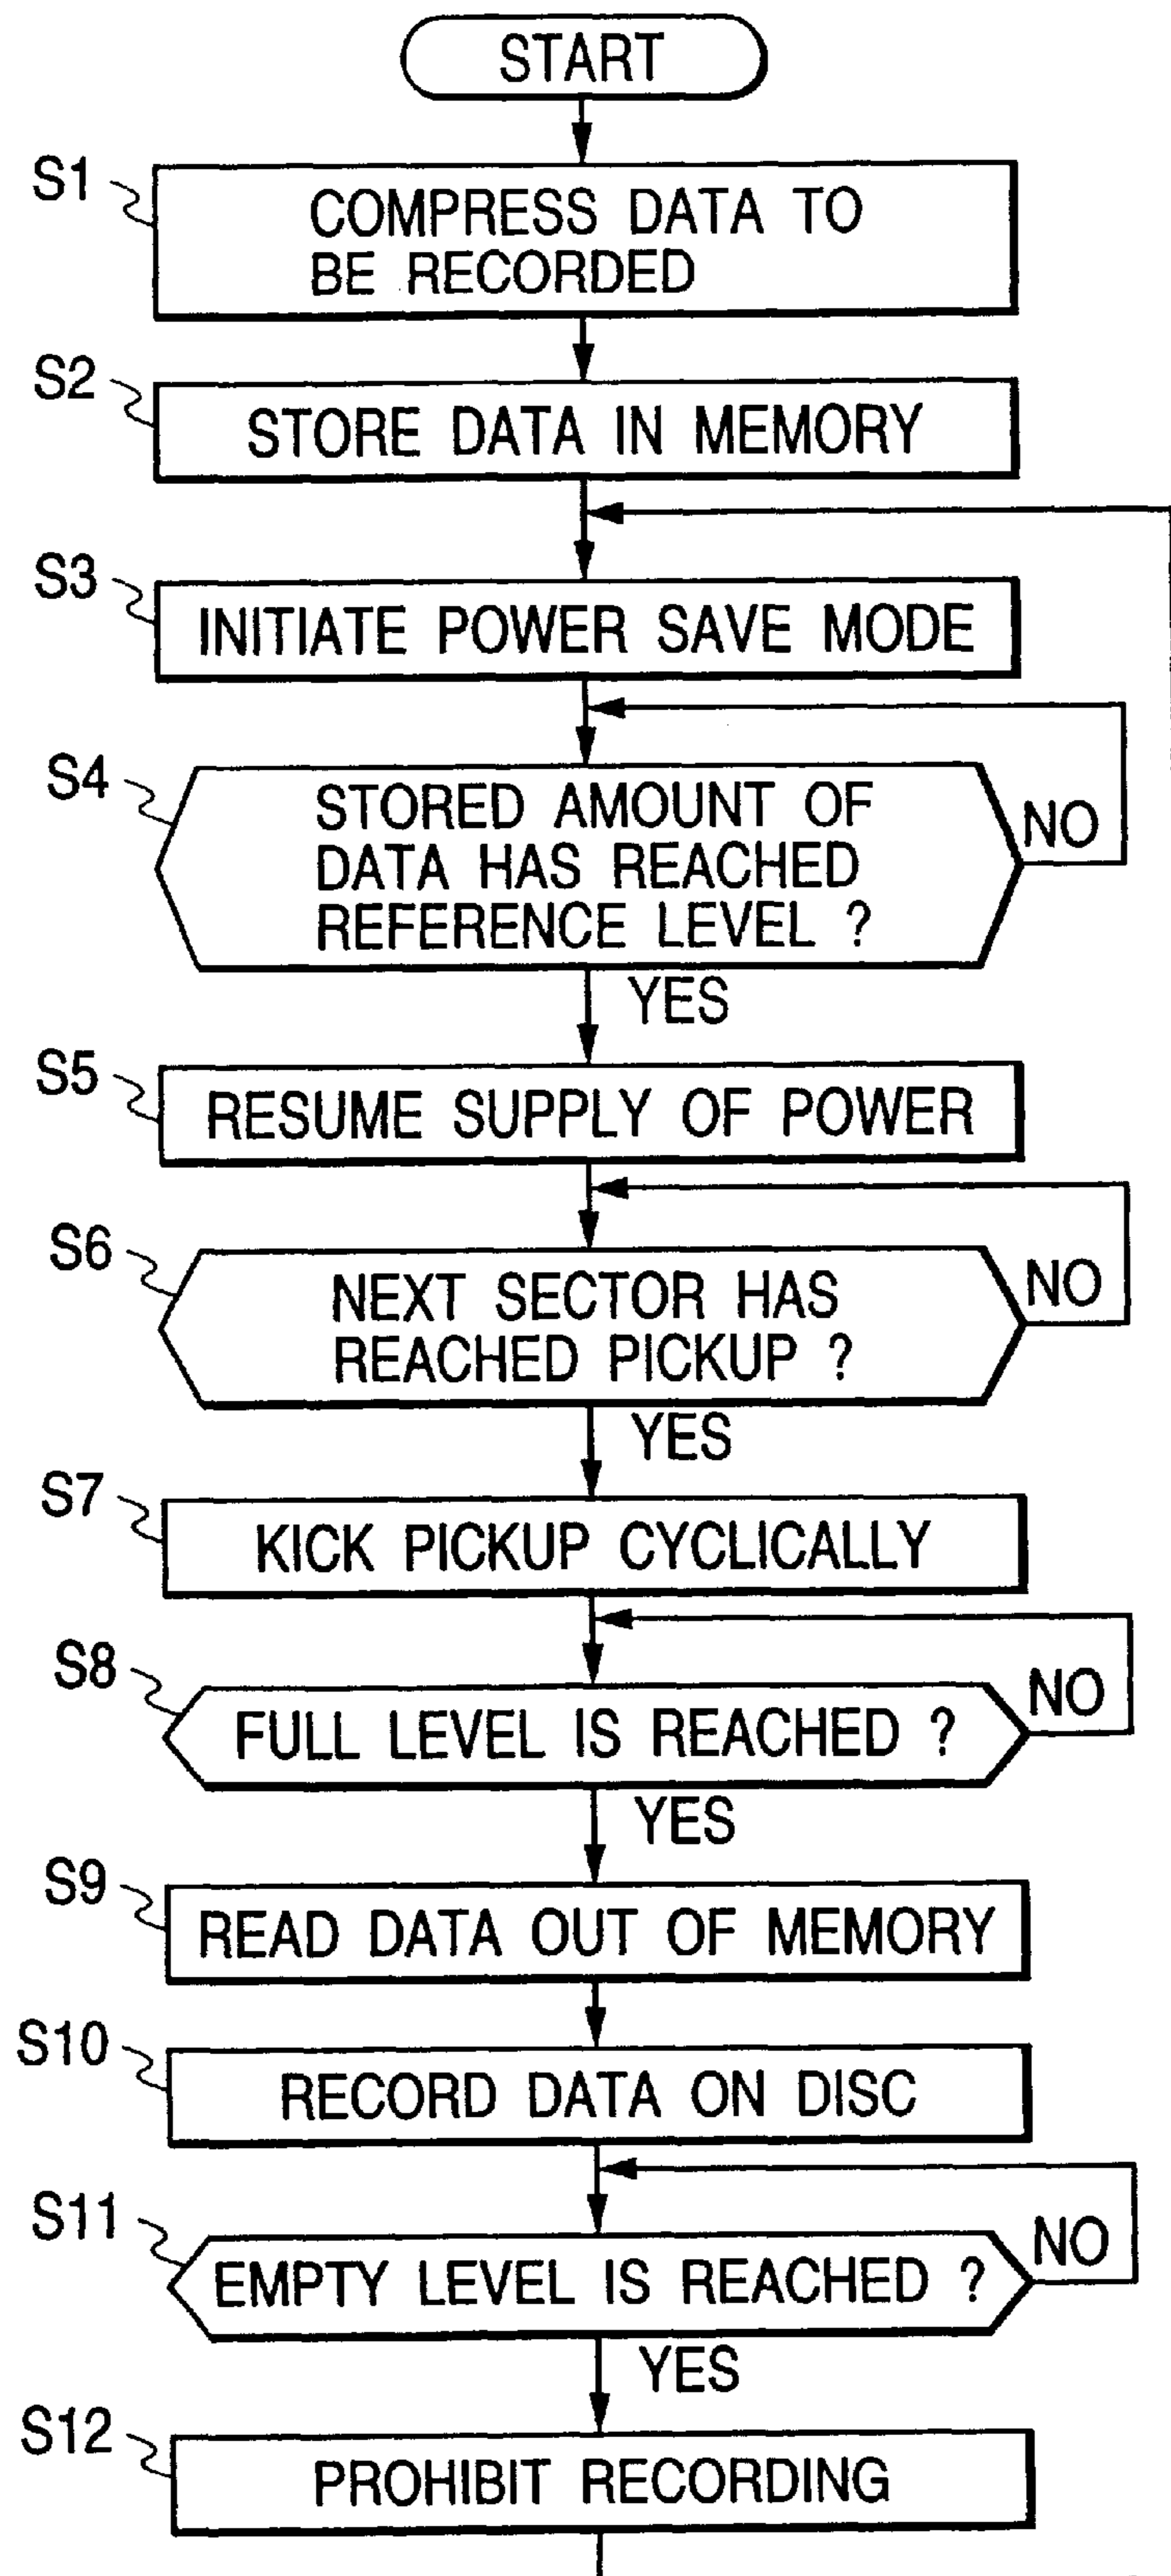 START
S1
COMPRESS DATA TO
BE RECORDED
S2
STORE DATA IN MEMORY
S3
INITIATE POWER SAVE MODE
S4
STORED AMOUNT OF
DATA HAS REACHED
REFERENCE LEVEL ?
NO
YES
S5
RESUME SUPPLY OF POWER
S6
NEXT SECTOR HAS
REACHED PICKUP ?
NO
YES
S7
KICK PICKUP CYCLICALLY
S8
FULL LEVEL IS REACHED ?
NO
YES
S9
READ DATA OUT OF MEMORY
S10
RECORD DATA ON DISC
S11
EMPTY LEVEL IS REACHED ?
NO
YES
S12
PROHIBIT RECORDING